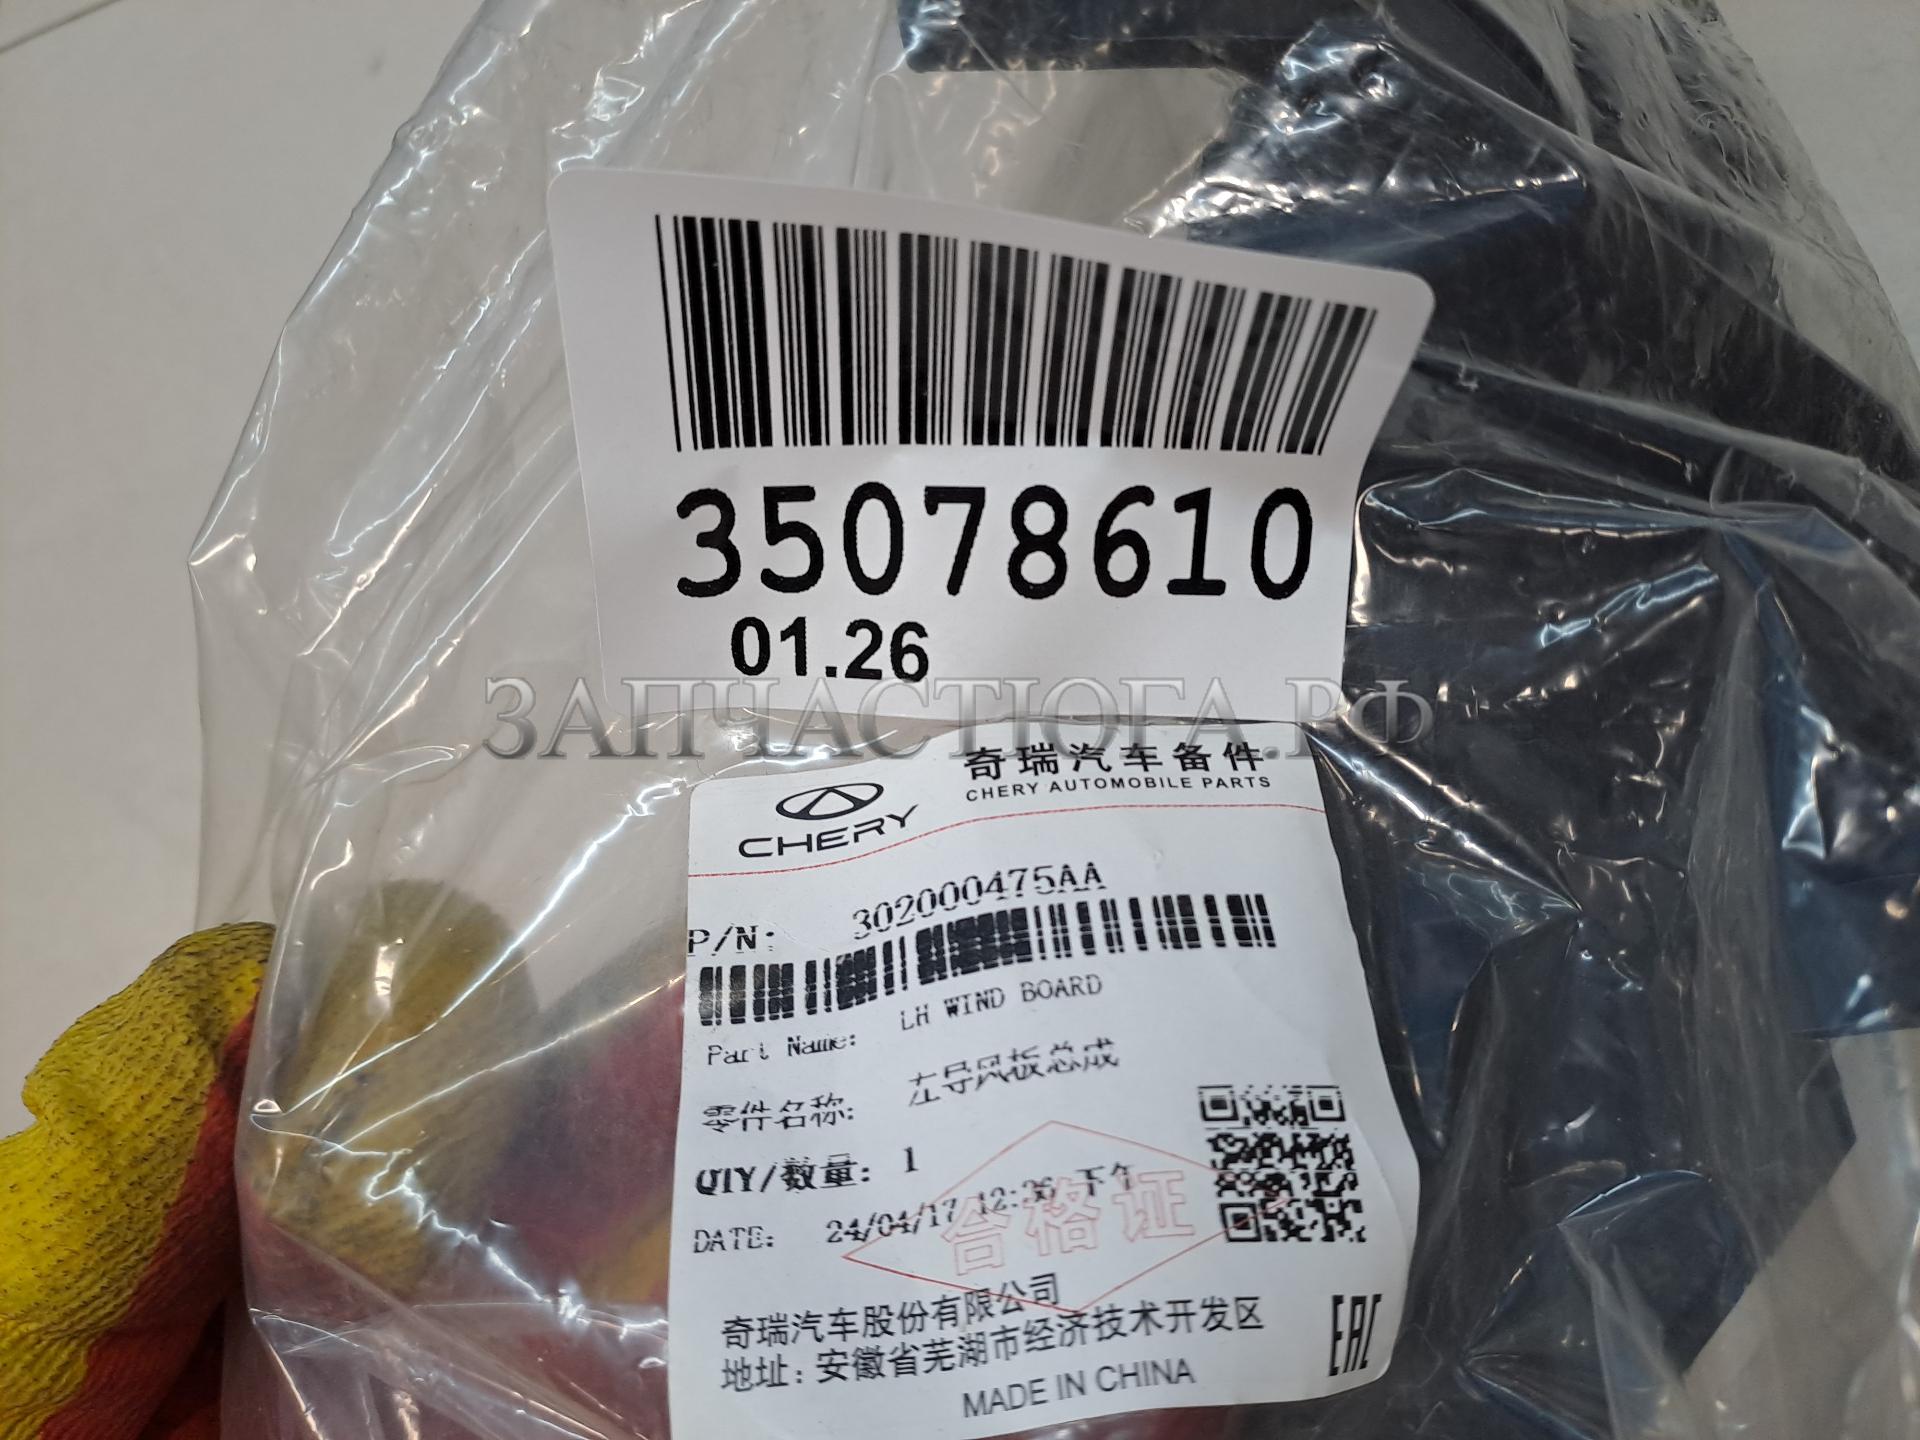 35078610
01.26
ЗАПЧАСТЮГА.РФ
CHERY
奇瑞汽车备件
CHERY AUTOMOBILE PARTS
P/N: 302000475AA
Part Name: LH WIND BOARD
零件名称: 左导风板总成
QTY/数量: 1
DATE: 24/04/17 12:26 下午
合格证
奇瑞汽车股份有限公司
地址:安徽省芜湖市经济技术开发区
EAC
MADE IN CHINA